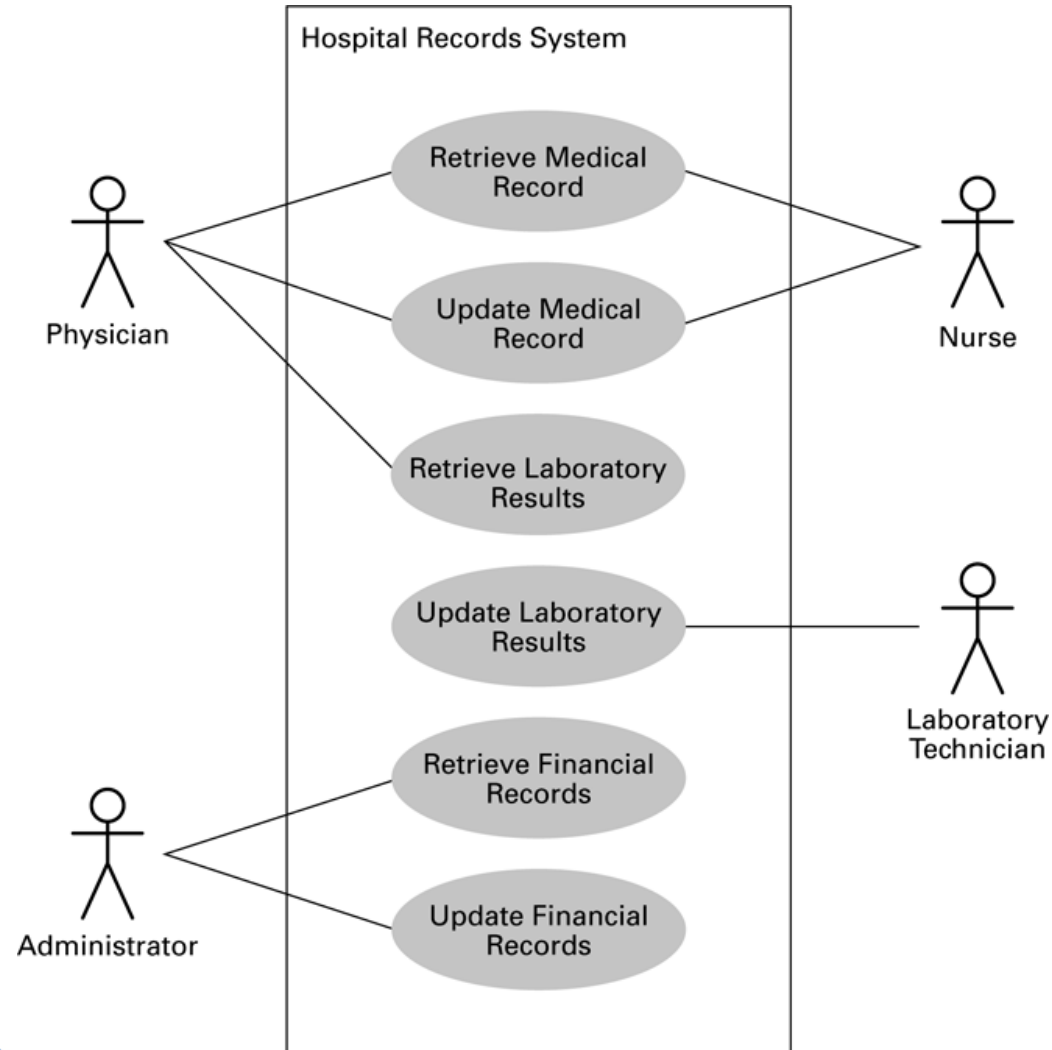 Hospital Records System
Retrieve Medical
Record
Physician
Update Medical
Record
Nurse
Retrieve Laboratory
Results
Update Laboratory
Results
Laboratory
Technician
Retrieve Financial
Records
Administrator
Update Financial
Records